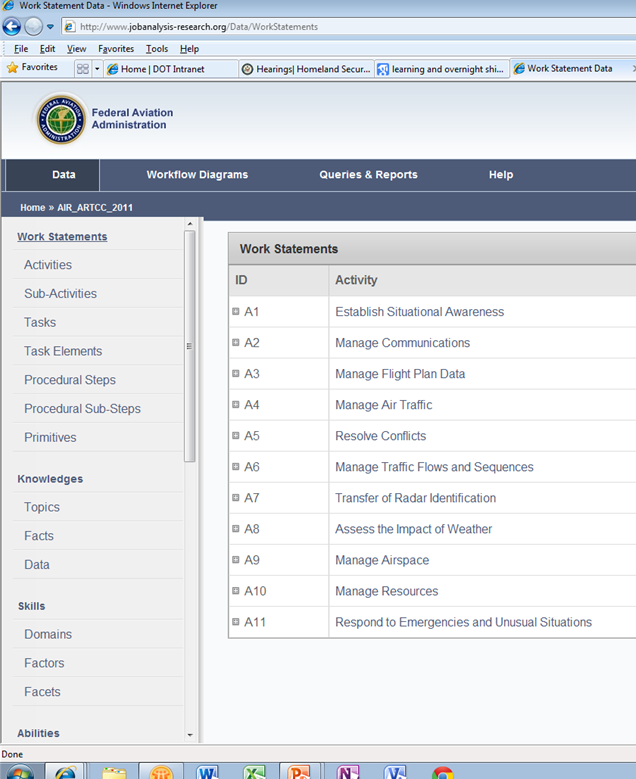 Work Statement Data - Windows Internet Explorer
http://www.jobanalysis-research.org/Data/WorkStatements
File Edit View Favorites Tools Help
Favorites
Home | DOT Intranet
Hearings| Homeland Secur...
learning and overnight shi...
Work Statement Data
FEDERAL AVIATION ADMINISTRATION
Federal Aviation
Administration
Data Workflow Diagrams Queries & Reports Help
Home » AIR_ARTCC_2011
Work Statements
Activities
Sub-Activities
Tasks
Task Elements
Procedural Steps
Procedural Sub-Steps
Primitives
Knowledges
Topics
Facts
Data
Skills
Domains
Factors
Facets
Abilities
Work Statements
ID Activity
A1 Establish Situational Awareness
A2 Manage Communications
A3 Manage Flight Plan Data
A4 Manage Air Traffic
A5 Resolve Conflicts
A6 Manage Traffic Flows and Sequences
A7 Transfer of Radar Identification
A8 Assess the Impact of Weather
A9 Manage Airspace
A10 Manage Resources
A11 Respond to Emergencies and Unusual Situations
Done